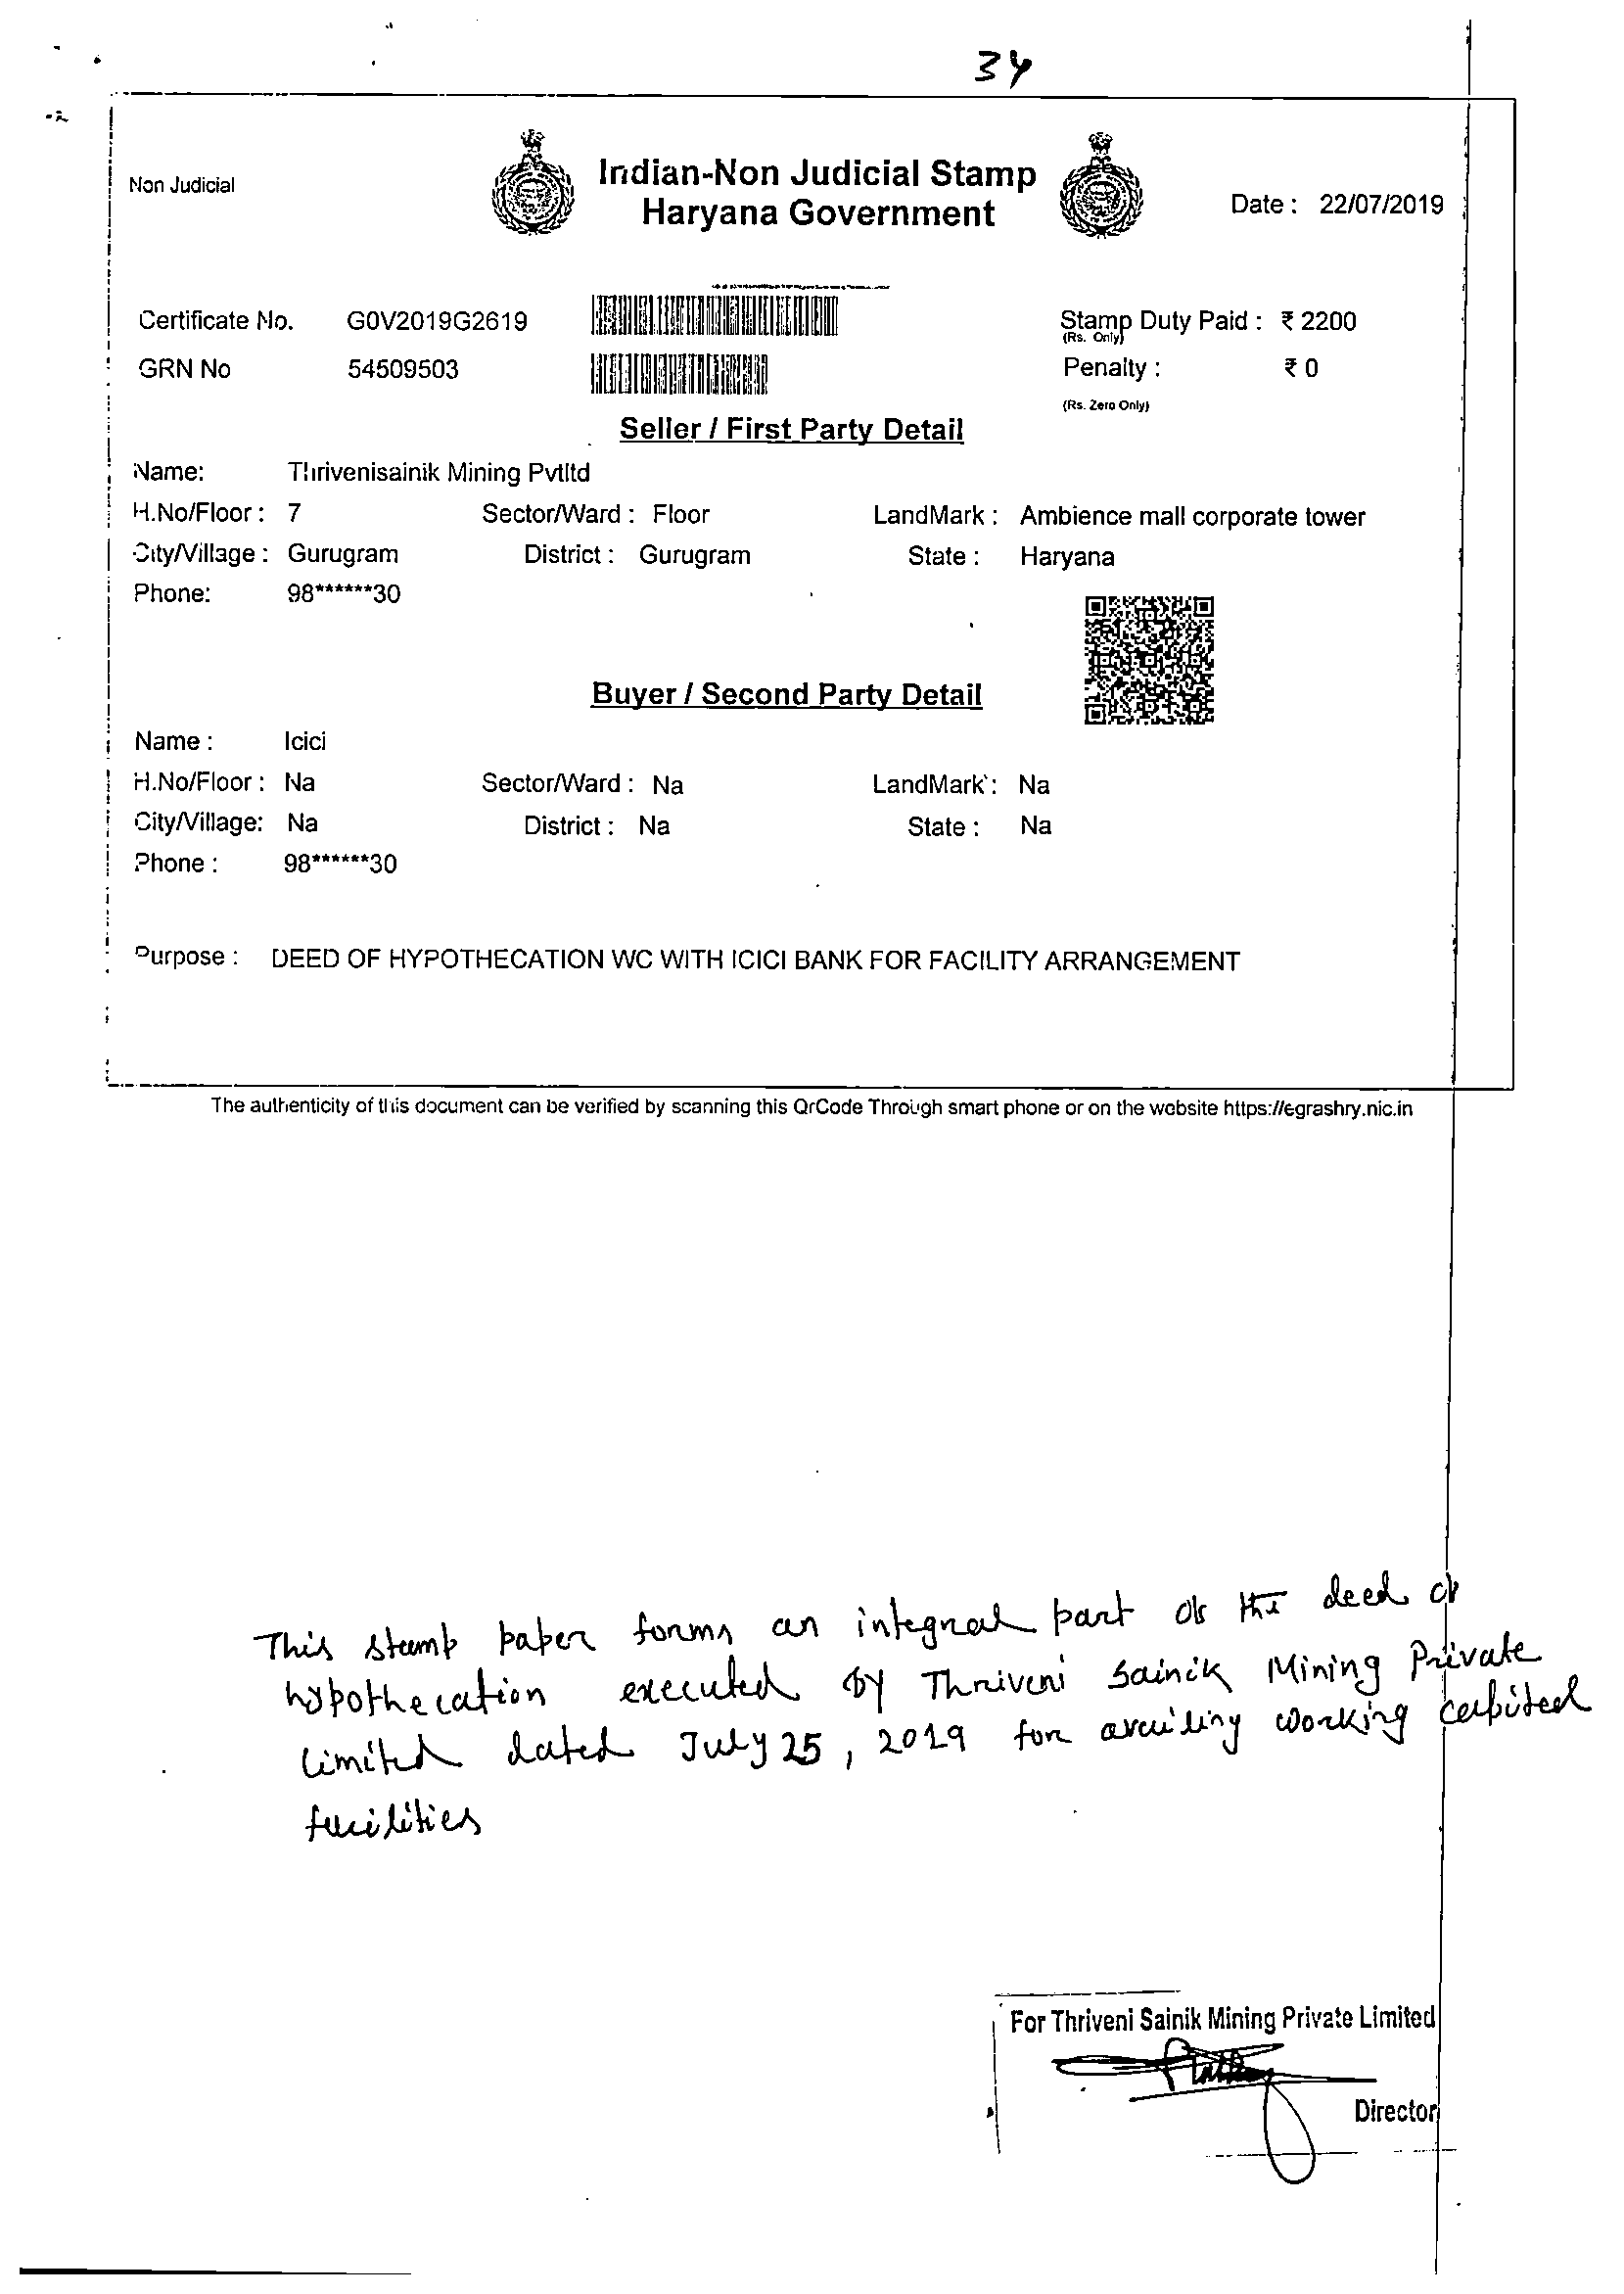 34
Non Judicial
Indian-Non Judicial Stamp
Haryana Government
Date : 22/07/2019
Certificate No. G0V2019G2619
Stamp Duty Paid : ₹ 2200
(Rs. Only)
GRN No 54509503
Penalty : ₹ 0
(Rs. Zero Only)
Seller / First Party Detail
Name: Thrivenisainik Mining Pvtltd
H.No/Floor : 7 Sector/Ward : Floor LandMark : Ambience mall corporate tower
City/Village : Gurugram District : Gurugram State : Haryana
Phone: 98******30
Buyer / Second Party Detail
Name : Icici
H.No/Floor : Na Sector/Ward : Na LandMark : Na
City/Village: Na District : Na State : Na
Phone : 98******30
Purpose : DEED OF HYPOTHECATION WC WITH ICICI BANK FOR FACILITY ARRANGEMENT
The authenticity of this document can be verified by scanning this QrCode Through smart phone or on the website https://egrashry.nic.in
This stamp paper forms an integral part of the deed of
hypothecation executed by Thriveni Sainik Mining Private
limited dated July 25, 2019 for availing working capital
facilities
For Thriveni Sainik Mining Private Limited
Director